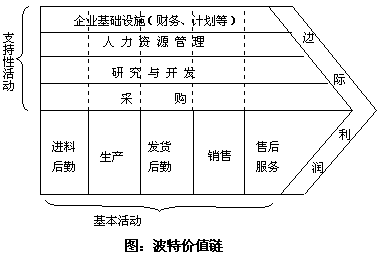 企业基础设施（财务、计划等）
人力资源管理
研究与开发
采购
支持性活动
边际利润
进料后勤
生产
发货后勤
销售
售后服务
基本活动
图：波特价值链